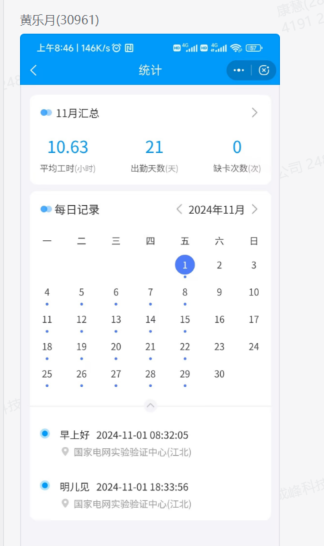 黄乐月(30961)
上午8:46 | 146K/s
统计
11月汇总
10.63 21 0
平均工时(小时) 出勤天数(天) 缺卡次数(次)
每日记录 2024年11月
一 二 三 四 五 六 日
1 2 3
4 5 6 7 8 9 10
11 12 13 14 15 16 17
18 19 20 21 22 23 24
25 26 27 28 29 30
早上好 2024-11-01 08:32:05
国家电网实验验证中心(江北)
明儿见 2024-11-01 18:33:56
国家电网实验验证中心(江北)